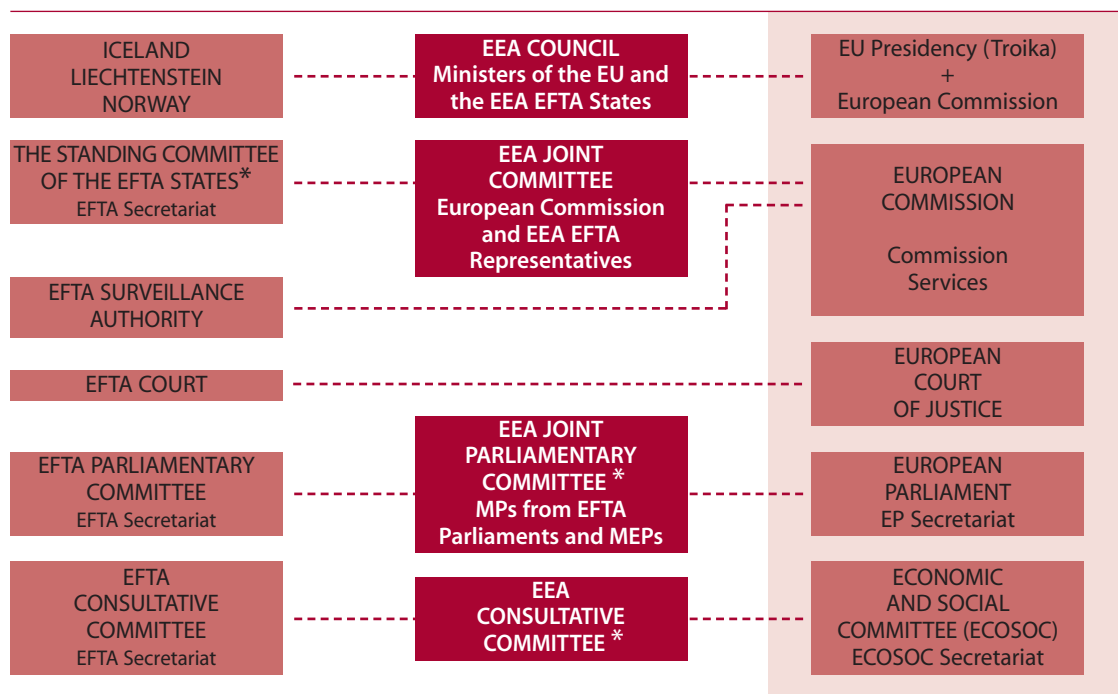 ICELAND
LIECHTENSTEIN
NORWAY
EEA COUNCIL
Ministers of the EU and
the EEA EFTA States
EU Presidency (Troika)
+
European Commission
THE STANDING COMMITTEE
OF THE EFTA STATES*
EFTA Secretariat
EEA JOINT
COMMITTEE
European Commission
and EEA EFTA
Representatives
EUROPEAN
COMMISSION
Commission
Services
EFTA SURVEILLANCE
AUTHORITY
EFTA COURT
EUROPEAN
COURT
OF JUSTICE
EFTA PARLIAMENTARY
COMMITTEE
EFTA Secretariat
EEA JOINT
PARLIAMENTARY
COMMITTEE *
MPs from EFTA
Parliaments and MEPs
EUROPEAN
PARLIAMENT
EP Secretariat
EFTA
CONSULTATIVE
COMMITTEE
EFTA Secretariat
EEA
CONSULTATIVE
COMMITTEE *
ECONOMIC
AND SOCIAL
COMMITTEE (ECOSOC)
ECOSOC Secretariat